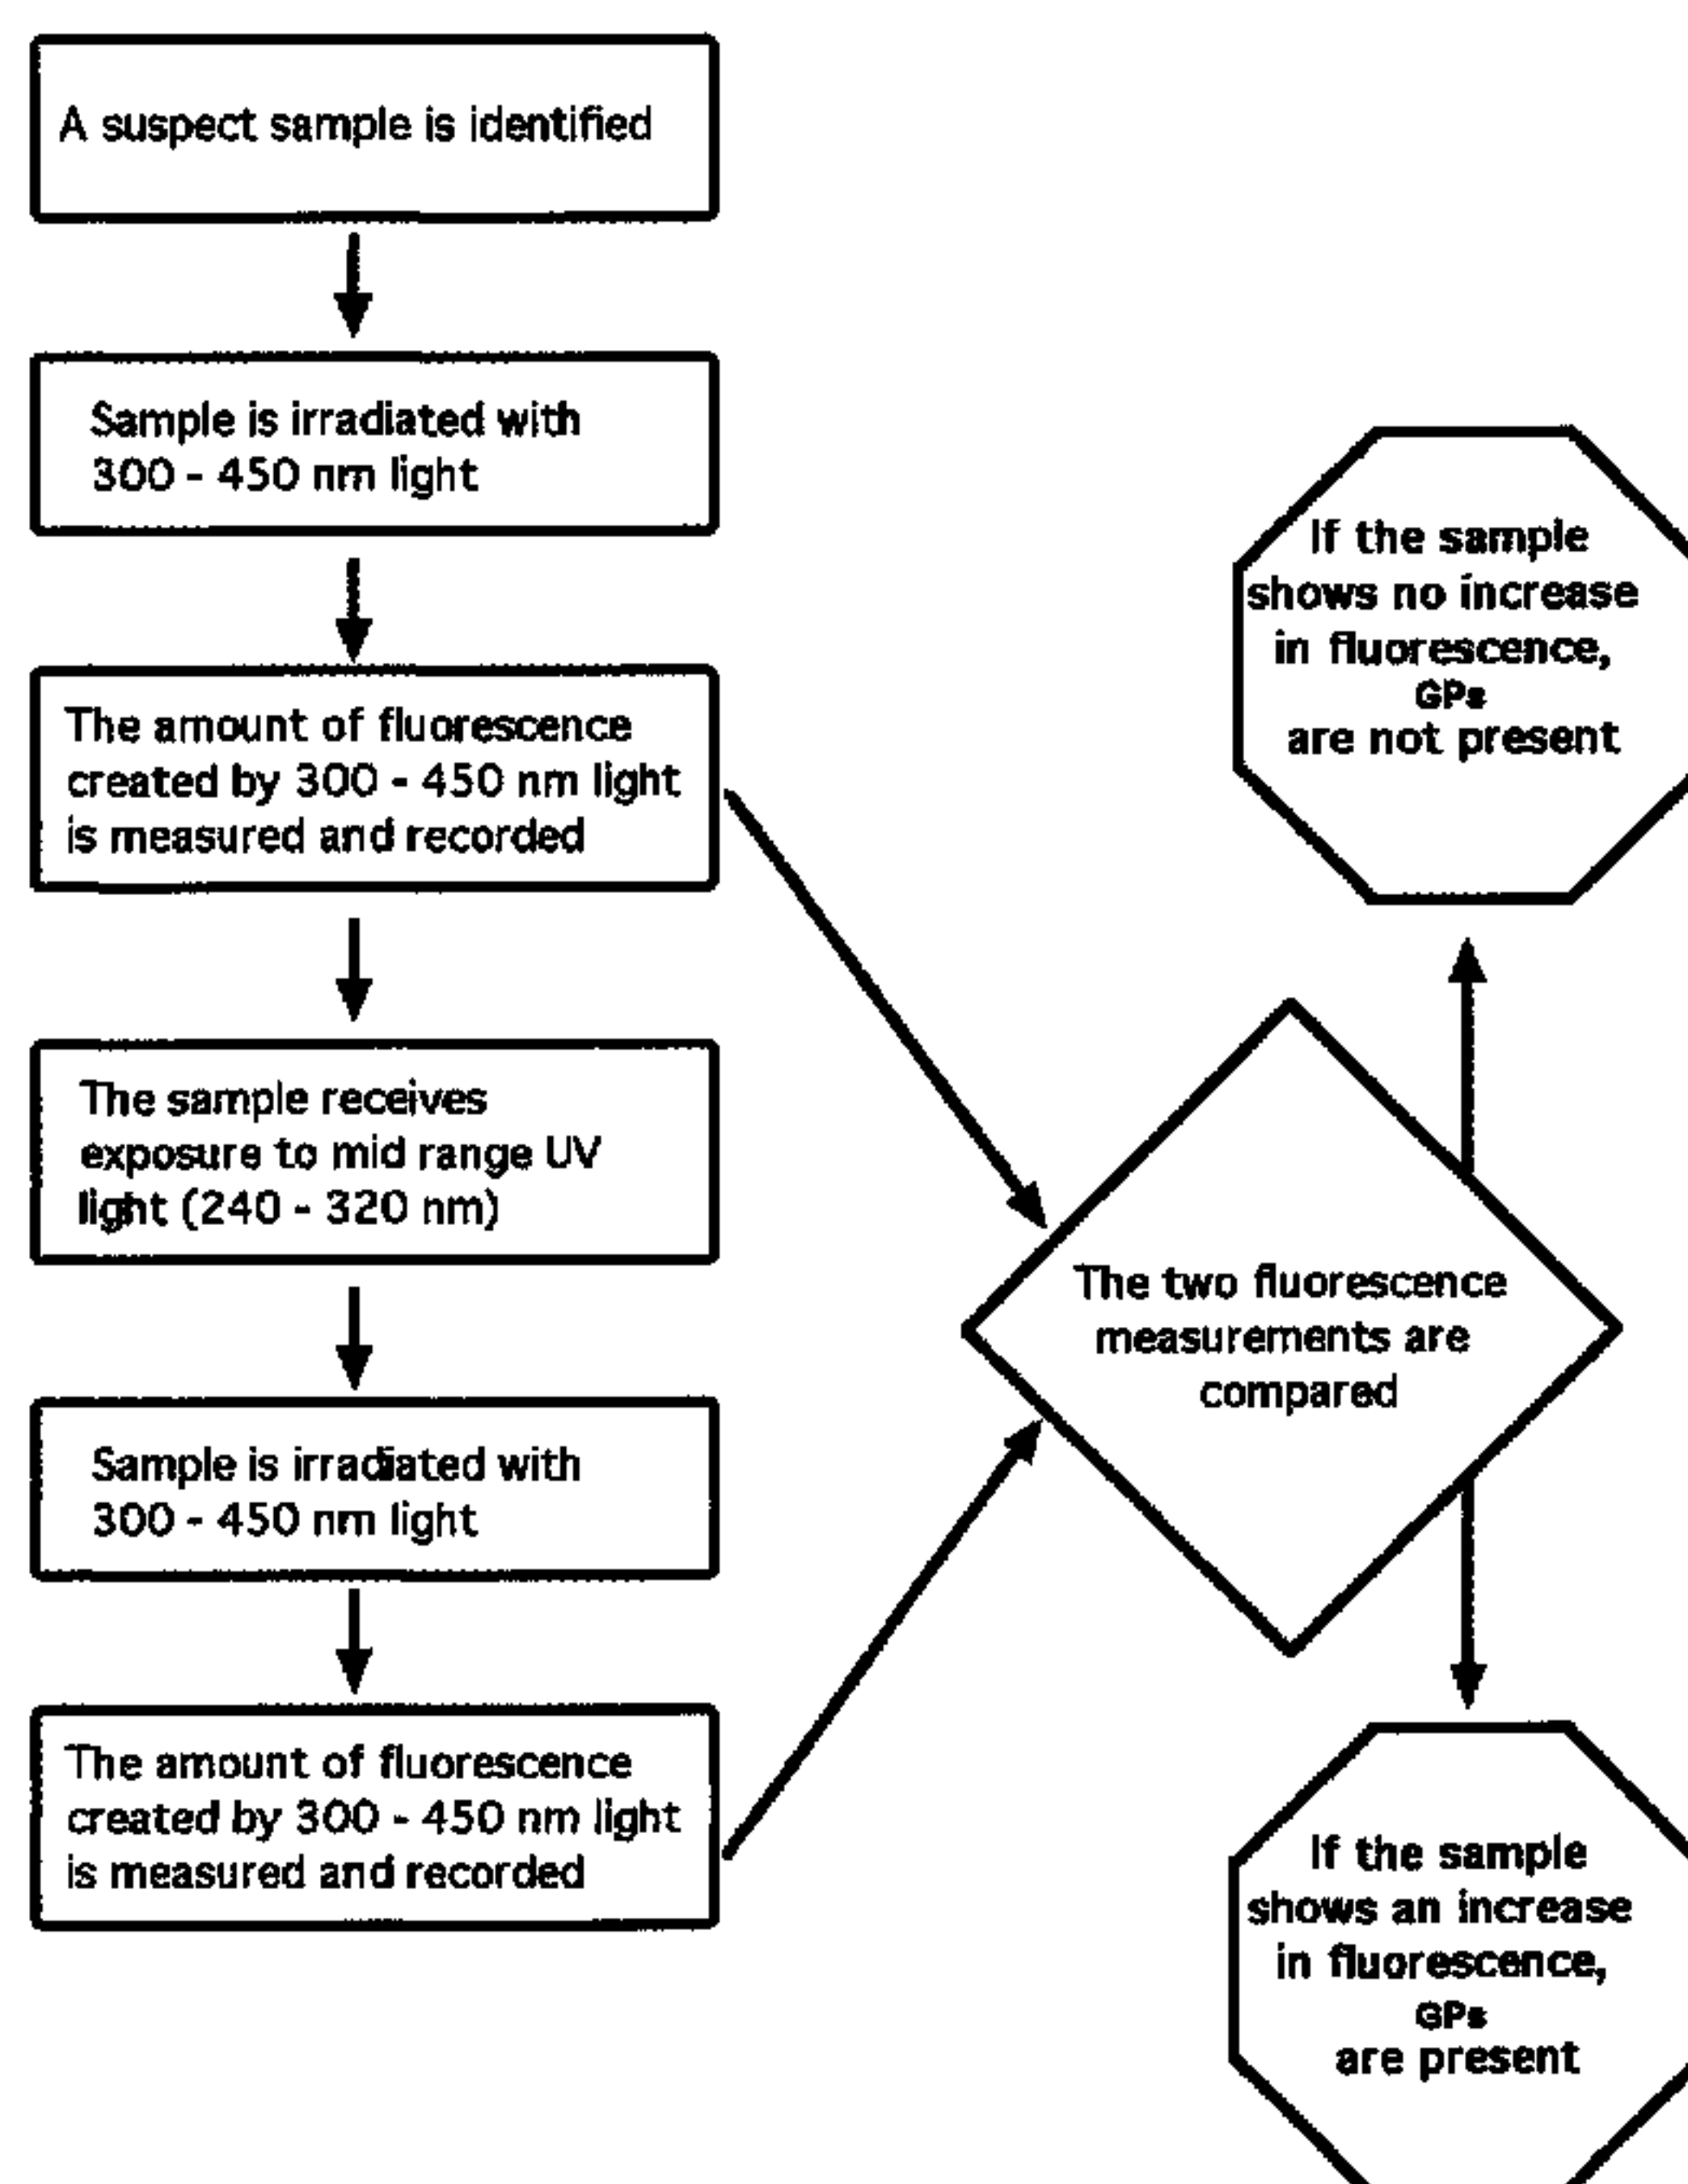 A suspect sample is identified
Sample is irradiated with
300 - 450 nm light
The amount of fluorescence
created by 300 - 450 nm light
is measured and recorded
The sample receives
exposure to mid range UV
light (240 - 320 nm)
Sample is irradiated with
300 - 450 nm light
The amount of fluorescence
created by 300 - 450 nm light
is measured and recorded
The two fluorescence
measurements are
compared
If the sample
shows no increase
in fluorescence,
GPs
are not present
If the sample
shows an increase
in fluorescence,
GPs
are present